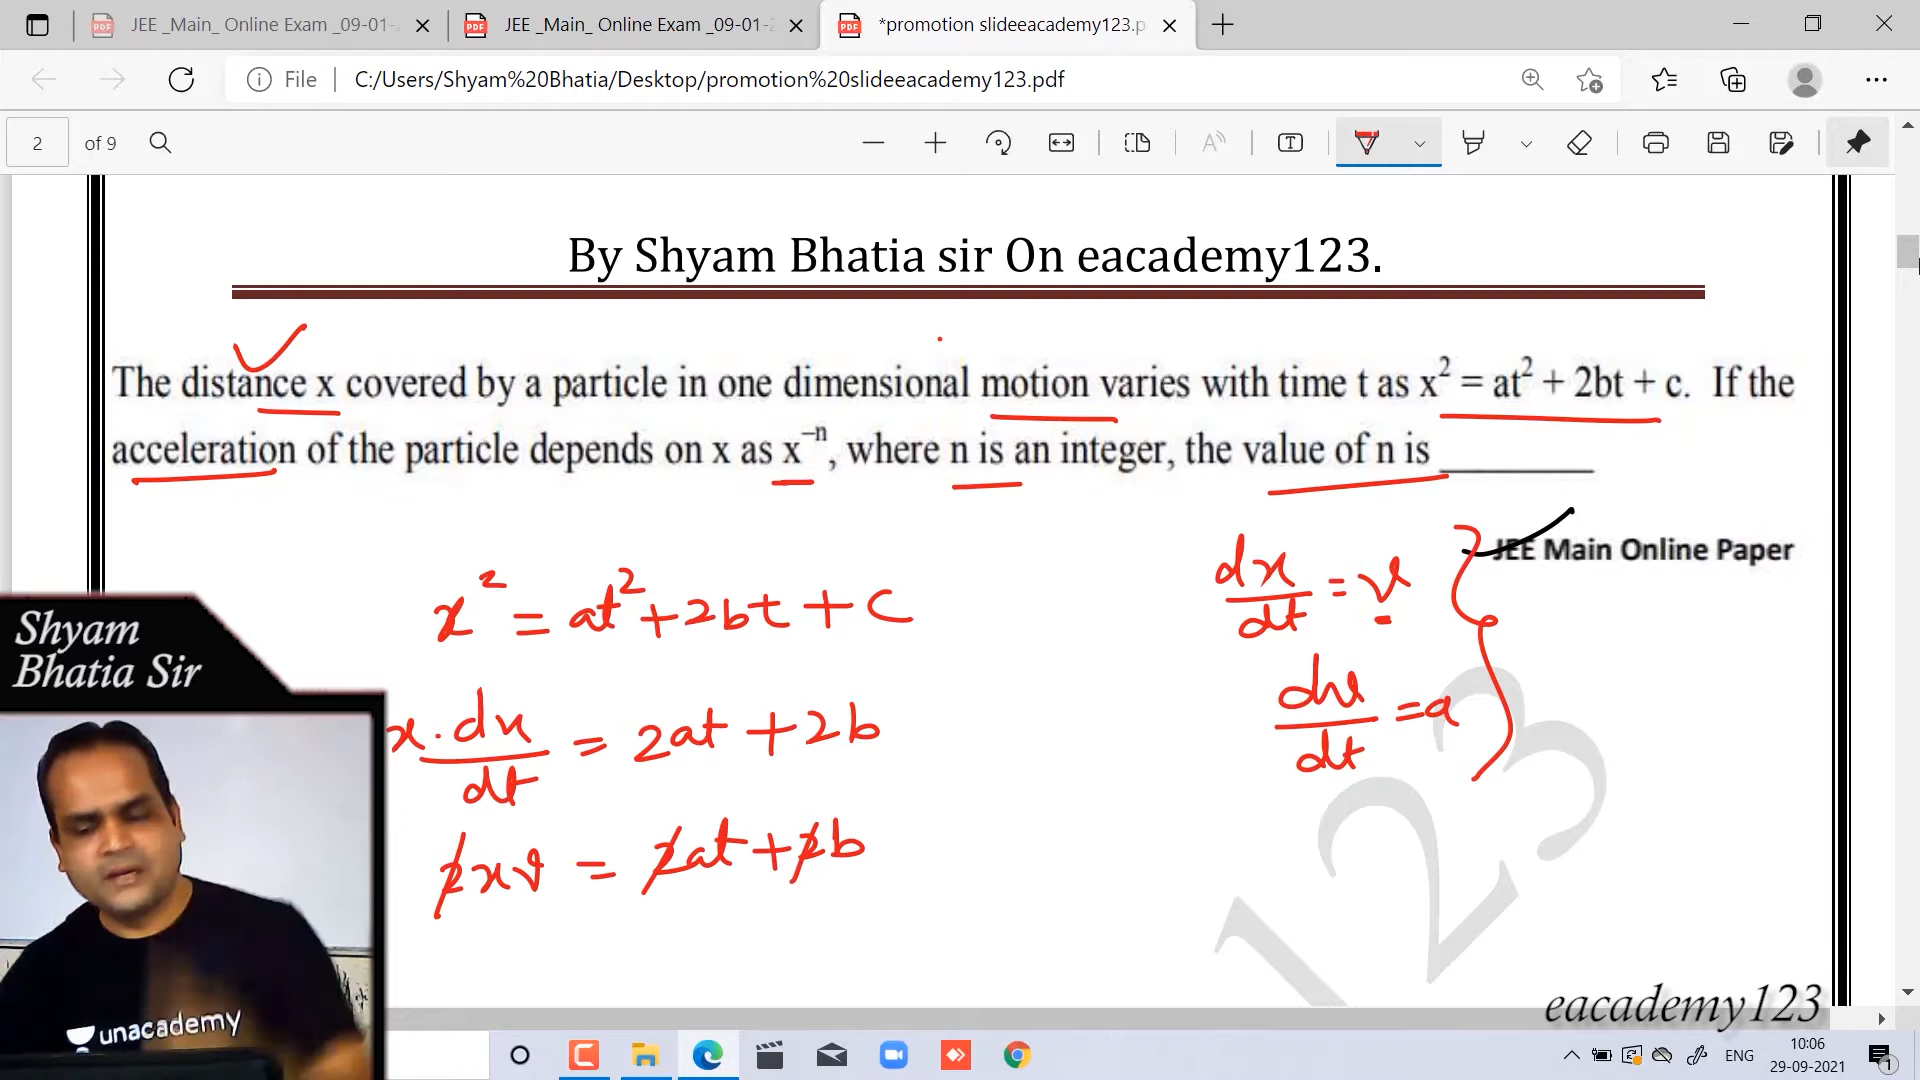 JEE _Main_ Online Exam _09-01-
JEE _Main_ Online Exam _09-01-2
*promotion slideeacademy123.p
File
C:/Users/Shyam%20Bhatia/Desktop/promotion%20slideeacademy123.pdf
2 of 9
By Shyam Bhatia sir On eacademy123.
The distance x covered by a particle in one dimensional motion varies with time t as x² = at² + 2bt + c. If the
acceleration of the particle depends on x as x⁻ⁿ, where n is an integer, the value of n is ________
JEE Main Online Paper
x² = at² + 2bt + c
x · dx/dt = 2at + 2b
2xv = 2at + 2b
dx/dt = v
dv/dt = a
Shyam
Bhatia Sir
unacademy
123
eacademy123
ENG
10:06
29-09-2021
1